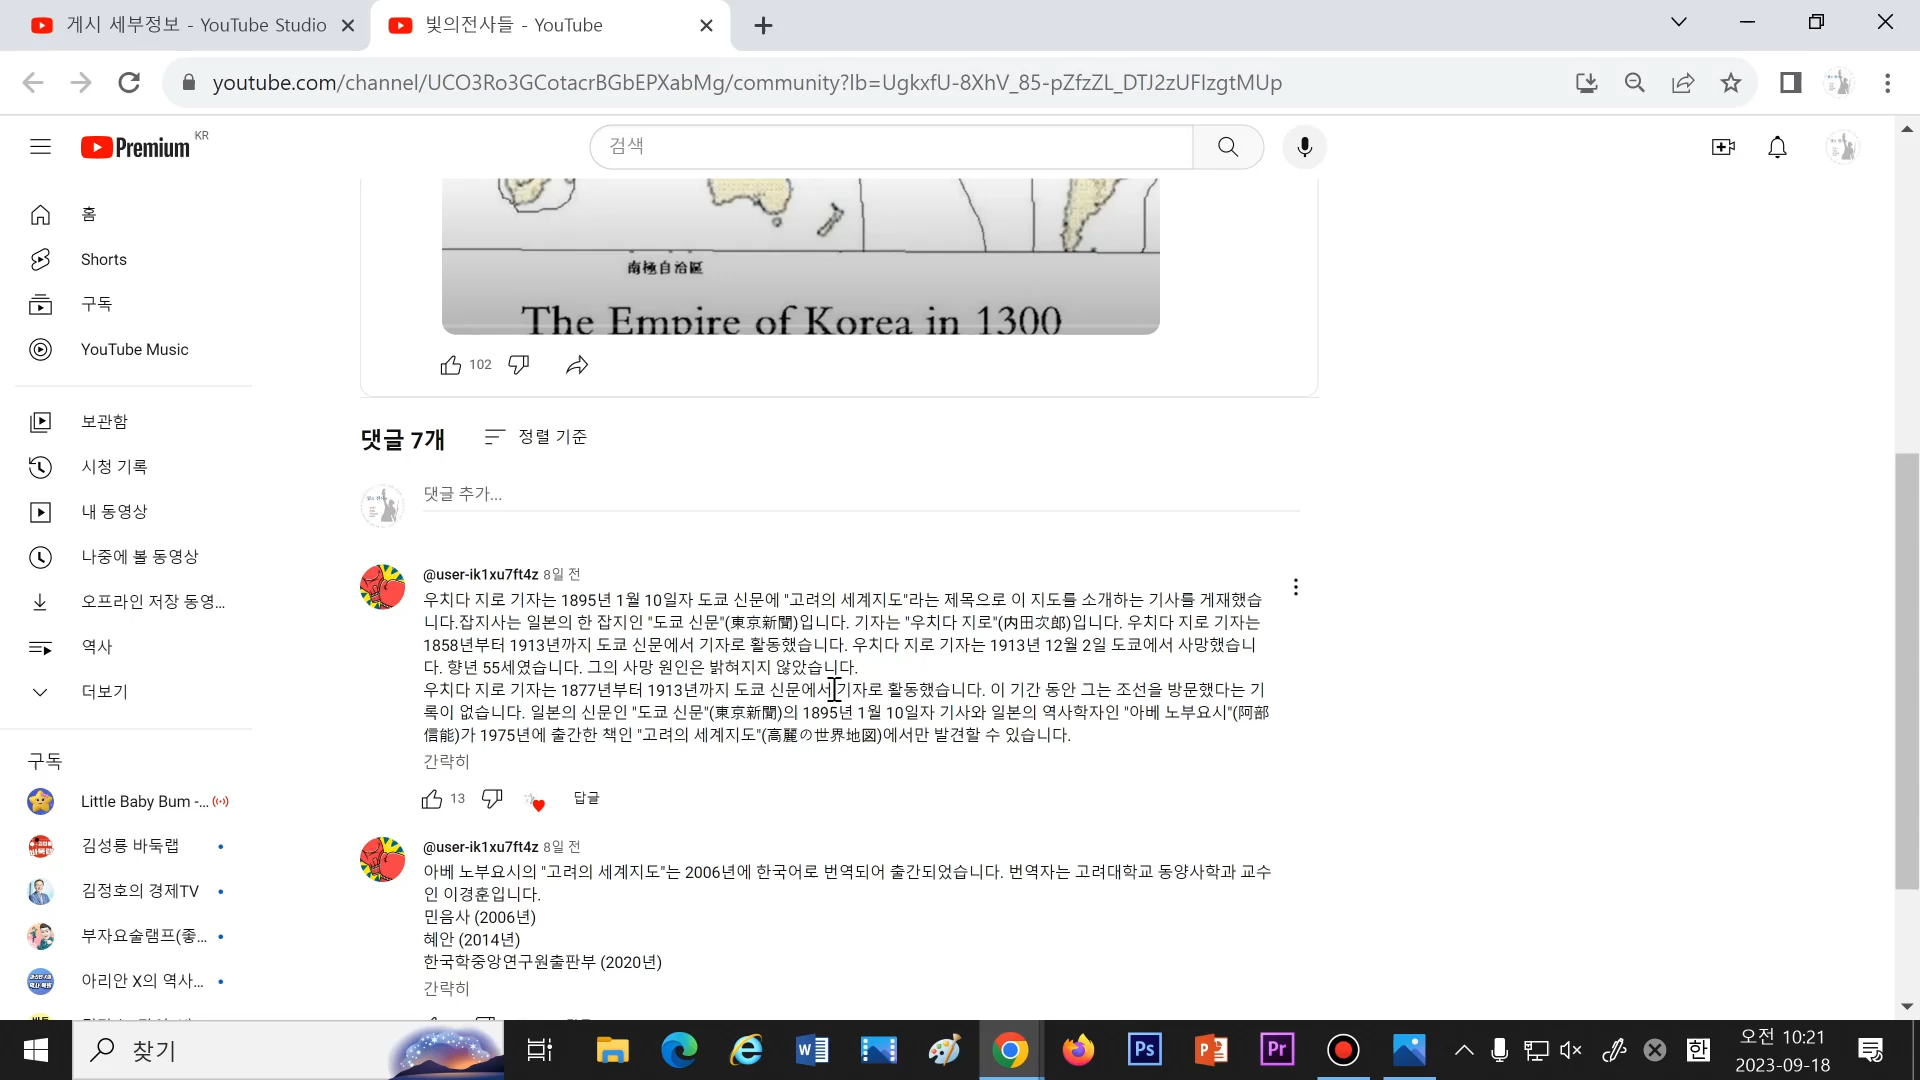 게시 세부정보 - YouTube Studio
빛의전사들 - YouTube
youtube.com/channel/UCO3Ro3GCotacrBGbEPXabMg/community?lb=UgkxfU-8XhV_85-pZfzZL_DTJ2zUFIzgtMUp
Premium KR
검색
홈
Shorts
구독
YouTube Music
보관함
시청 기록
내 동영상
나중에 볼 동영상
오프라인 저장 동영...
역사
더보기
구독
Little Baby Bum -...
김성룡 바둑랩
김정호의 경제TV
부자요술램프(좋...
아리안 X의 역사...
南極自治區
The Empire of Korea in 1300
102
댓글 7개
정렬 기준
댓글 추가...
@user-ik1xu7ft4z 8일 전
우치다 지로 기자는 1895년 1월 10일자 도쿄 신문에 "고려의 세계지도"라는 제목으로 이 지도를 소개하는 기사를 게재했습
니다.잡지사는 일본의 한 잡지인 "도쿄 신문"(東京新聞)입니다. 기자는 "우치다 지로"(内田次郎)입니다. 우치다 지로 기자는
1858년부터 1913년까지 도쿄 신문에서 기자로 활동했습니다. 우치다 지로 기자는 1913년 12월 2일 도쿄에서 사망했습니
다. 향년 55세였습니다. 그의 사망 원인은 밝혀지지 않았습니다.
우치다 지로 기자는 1877년부터 1913년까지 도쿄 신문에서 기자로 활동했습니다. 이 기간 동안 그는 조선을 방문했다는 기
록이 없습니다. 일본의 신문인 "도쿄 신문"(東京新聞)의 1895년 1월 10일자 기사와 일본의 역사학자인 "아베 노부요시"(阿部
信能)가 1975년에 출간한 책인 "고려의 세계지도"(高麗の世界地図)에서만 발견할 수 있습니다.
간략히
13
답글
@user-ik1xu7ft4z 8일 전
아베 노부요시의 "고려의 세계지도"는 2006년에 한국어로 번역되어 출간되었습니다. 번역자는 고려대학교 동양사학과 교수
인 이경훈입니다.
민음사 (2006년)
혜안 (2014년)
한국학중앙연구원출판부 (2020년)
간략히
찾기
한
오전 10:21
2023-09-18